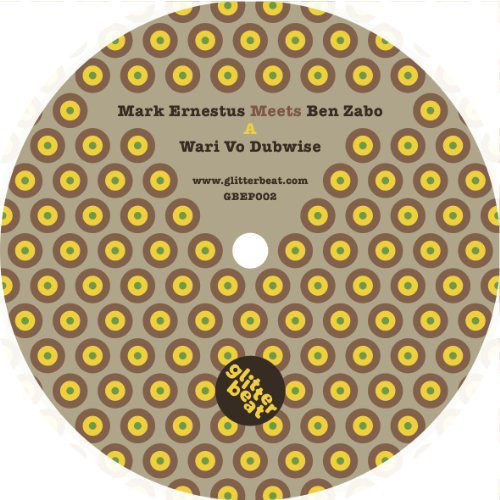 Mark Ernestus Meets Ben Zabo
A
Wari Vo Dubwise
www.glitterbeat.com
GBEP002
glitter
beat